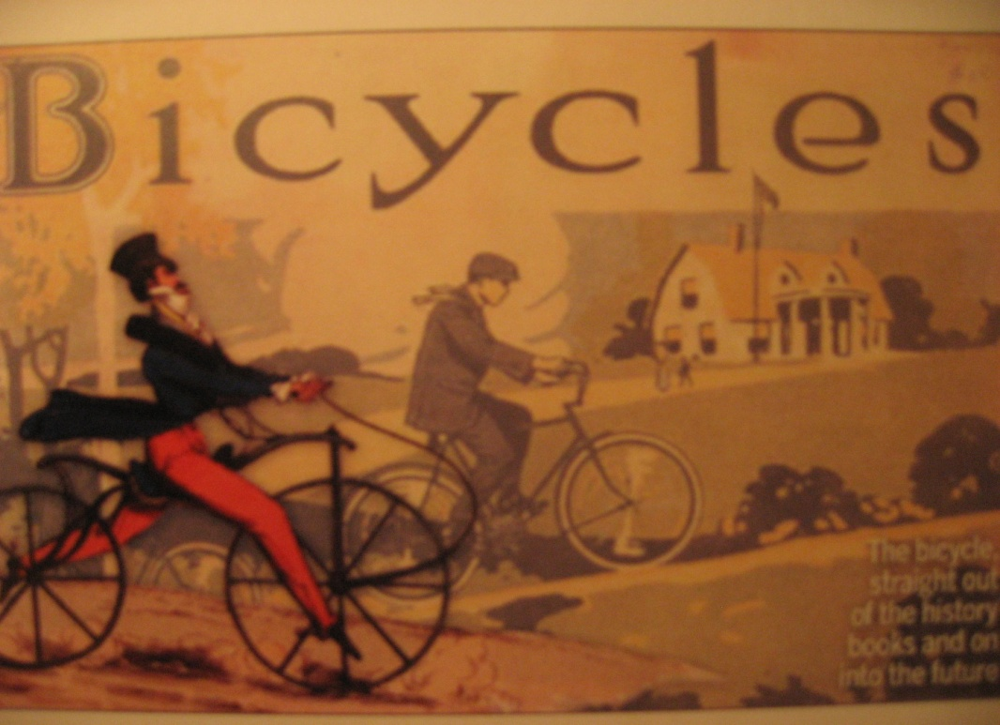 Bicycles
The bicycle,
straight out
of the history
books and on
into the future